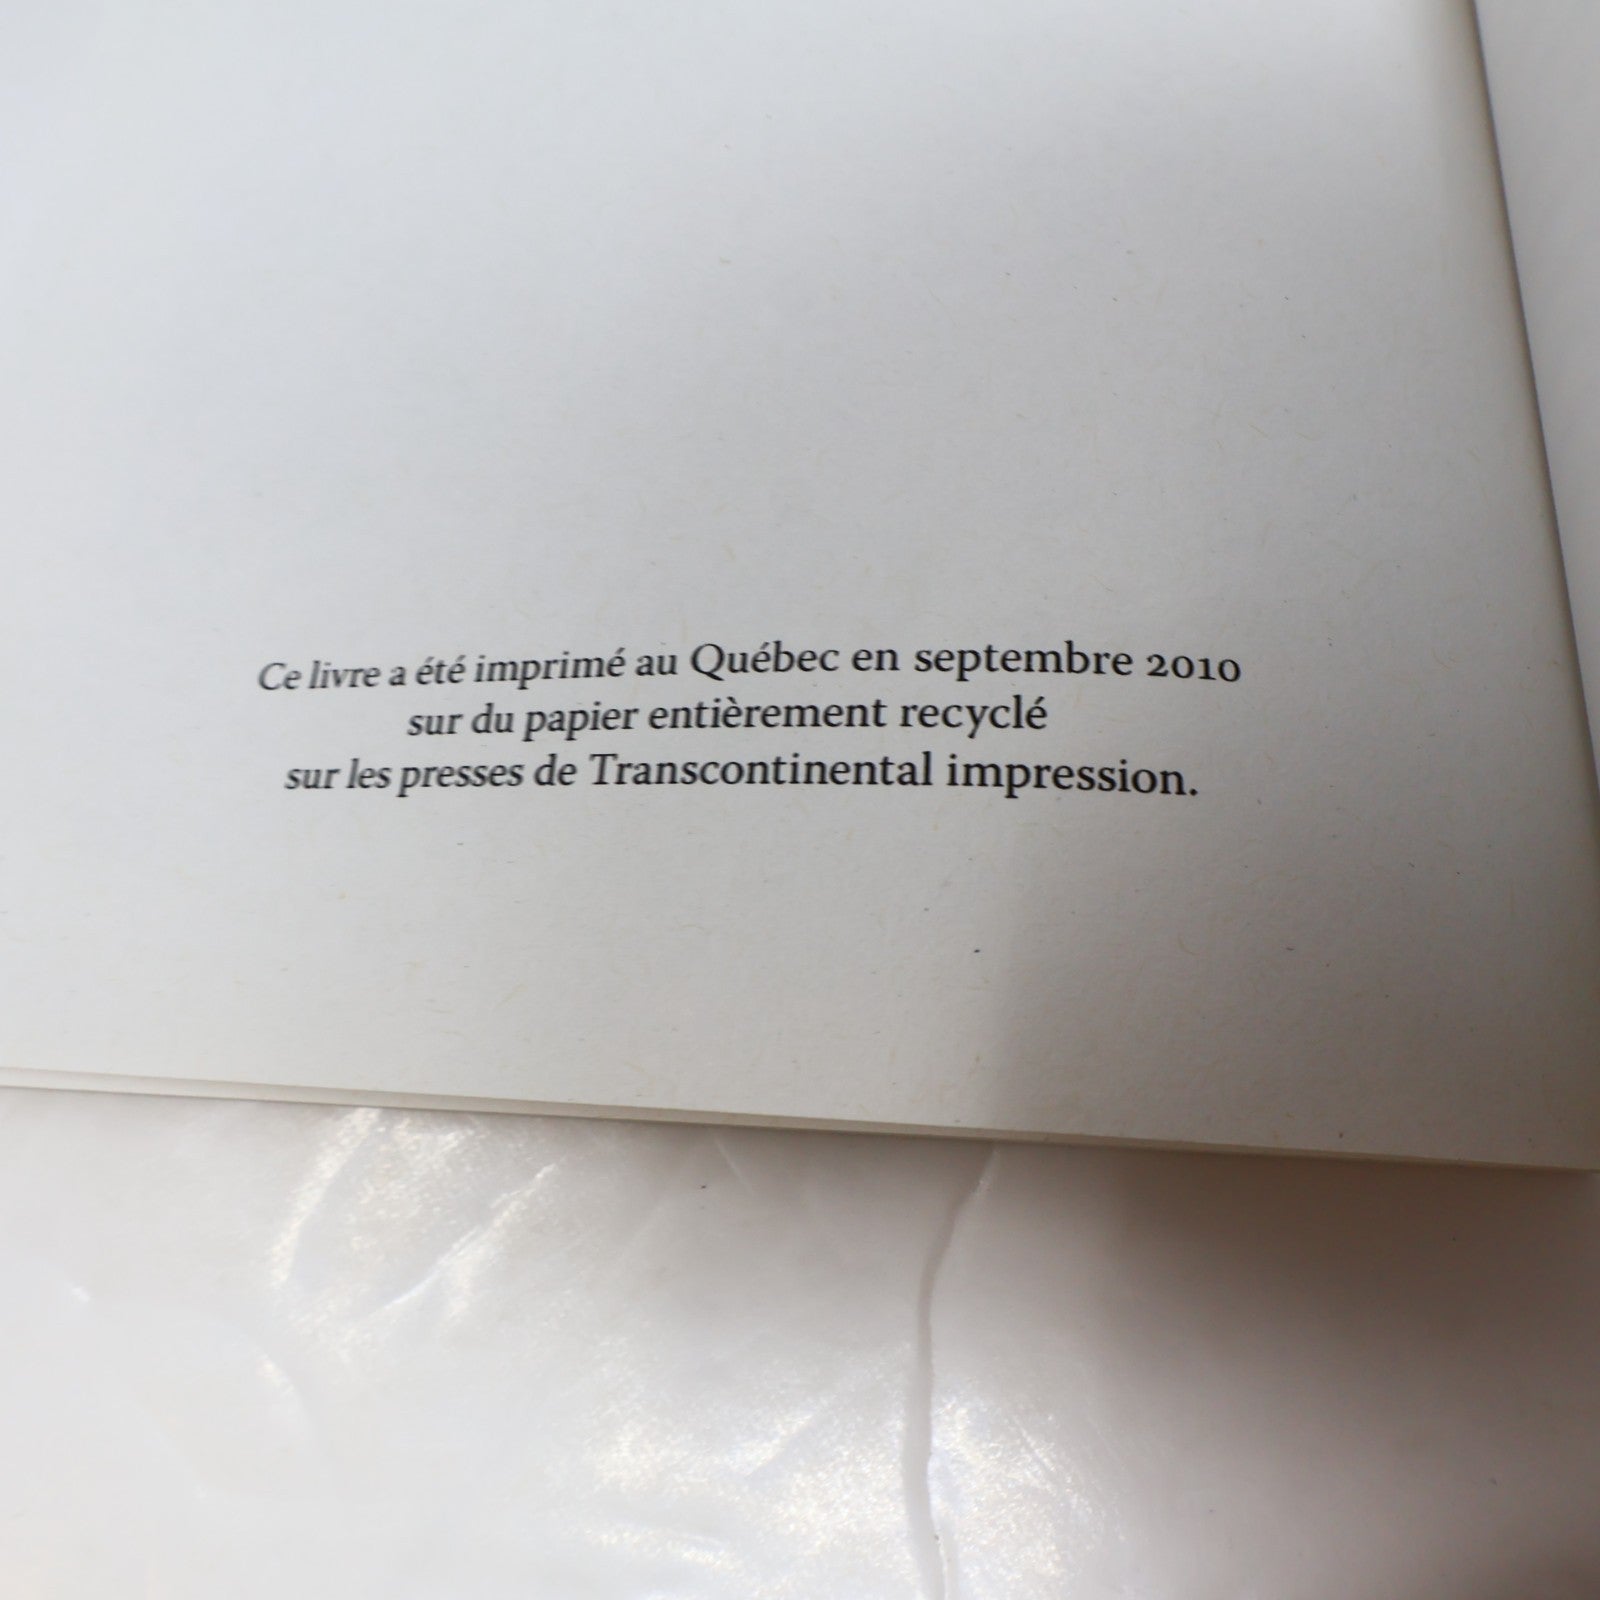 Ce livre a été imprimé au Québec en septembre 2010
sur du papier entièrement recyclé
sur les presses de Transcontinental impression.